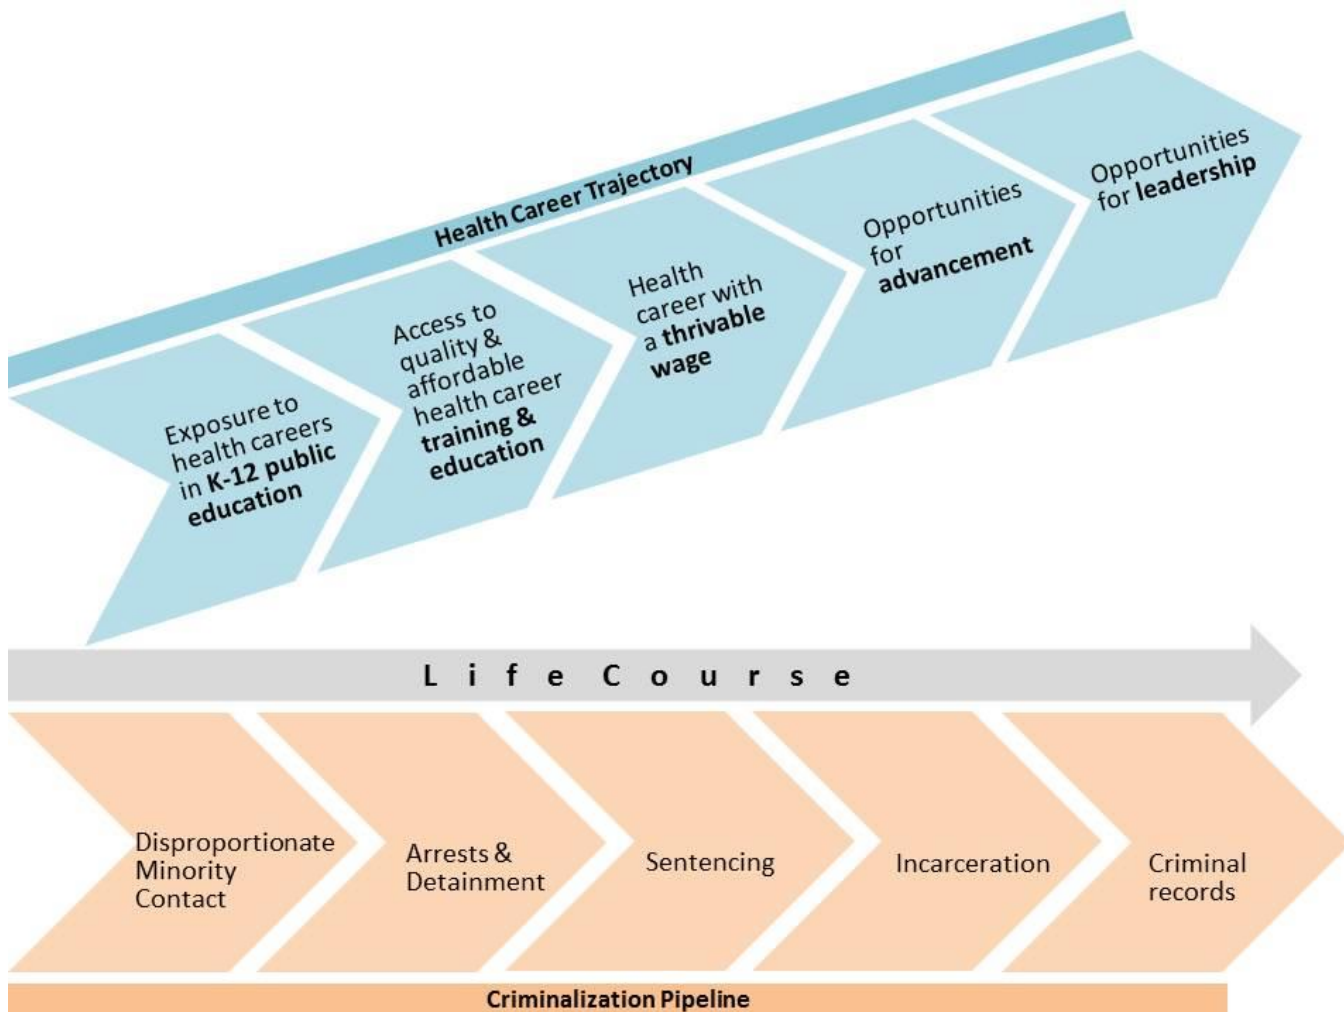 Health Career Trajectory
Exposure to
health careers
in K-12 public
education
Access to
quality &
affordable
health career
training &
education
Health
career with
a thrivable
wage
Opportunities
for
advancement
Opportunities
for leadership
Life Course
Disproportionate
Minority
Contact
Arrests &
Detainment
Sentencing
Incarceration
Criminal
records
Criminalization Pipeline